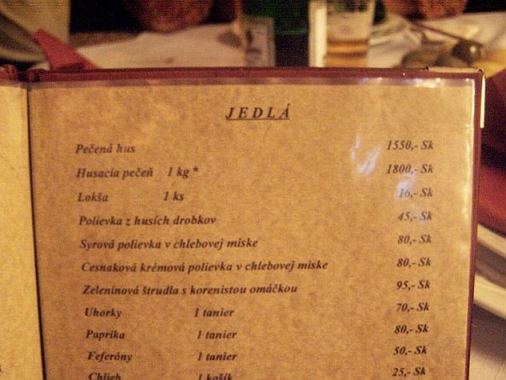 JEDLÁ
Pečená hus 1550,- Sk
Husacia pečeň 1 kg * 1800,- Sk
Lokša 1 ks 16,- Sk
Polievka z husích drobkov 45,- Sk
Syrová polievka v chlebovej miske 80,- Sk
Cesnaková krémová polievka v chlebovej miske 80,- Sk
Zeleninová štrudla s korenistou omáčkou 95,- Sk
Uhorky 1 tanier 70,- Sk
Paprika 1 tanier 80,- Sk
Feferóny 1 tanier 50,- Sk
Chlieb 1 košík 25,- Sk